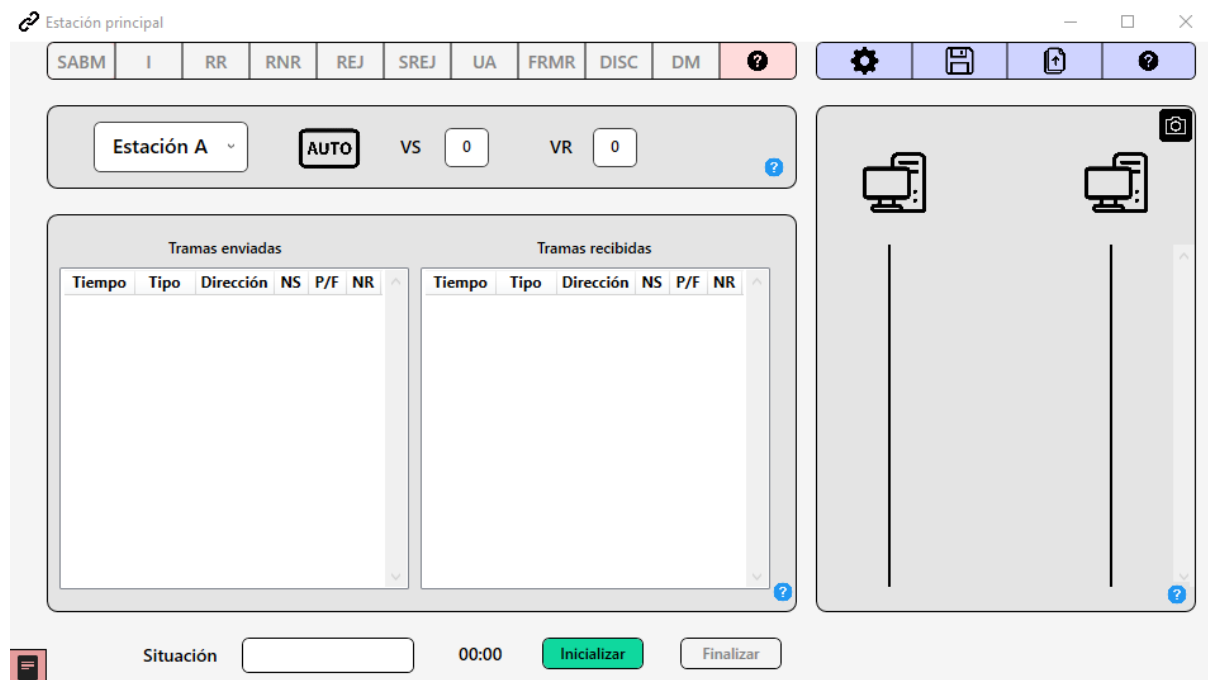 Estación principal
SABM I RR RNR REJ SREJ UA FRMR DISC DM ?
?
Estación A AUTO VS 0 VR 0
?
Tramas enviadas Tramas recibidas
Tiempo Tipo Dirección NS P/F NR Tiempo Tipo Dirección NS P/F NR
?
?
Situación 00:00 Inicializar Finalizar